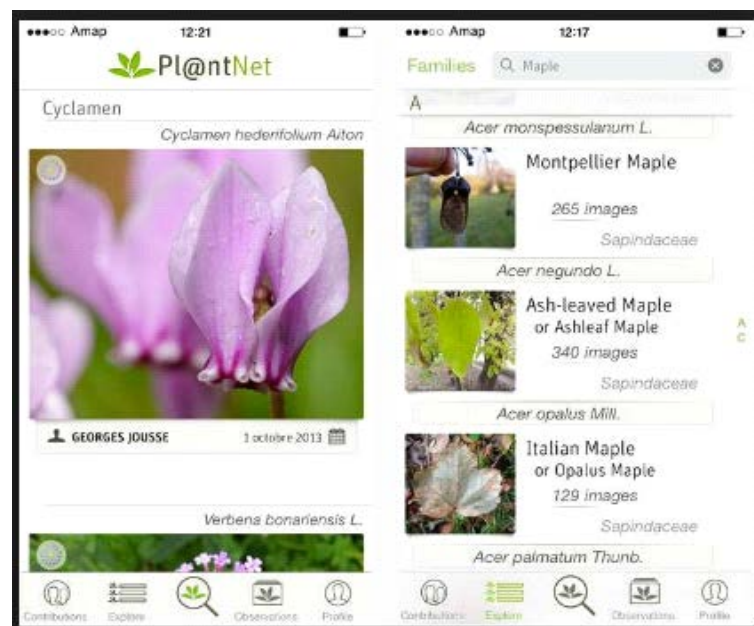 Amap 12:21
Pl@ntNet
Cyclamen
Cyclamen hederifolium Aiton
GEORGES JOUSSE 1 octobre 2013
Verbena bonariensis L.
Contributions Explore Observations Profile
Amap 12:17
Families Maple
A
Acer monspessulanum L.
Montpellier Maple
265 images
Sapindaceae
Acer negundo L.
Ash-leaved Maple
or Ashleaf Maple
340 images
Sapindaceae
A
C
Acer opalus Mill.
Italian Maple
or Opalus Maple
129 images
Sapindaceae
Acer palmatum Thunb.
Contributions Explore Observations Profile